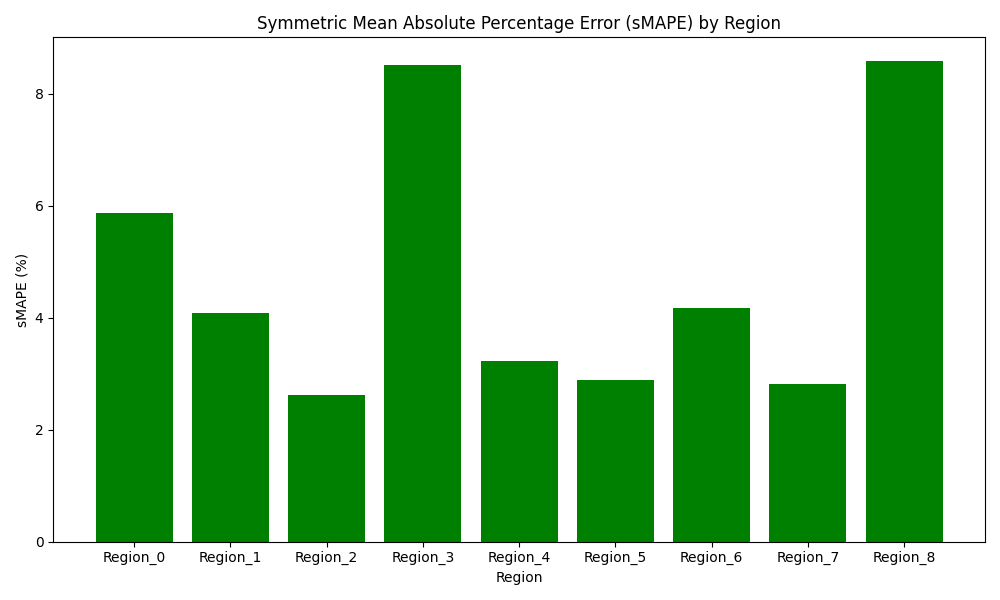 Symmetric Mean Absolute Percentage Error (sMAPE) by Region
sMAPE (%)
8
6
4
2
0
Region_0 Region_1 Region_2 Region_3 Region_4 Region_5 Region_6 Region_7 Region_8
Region